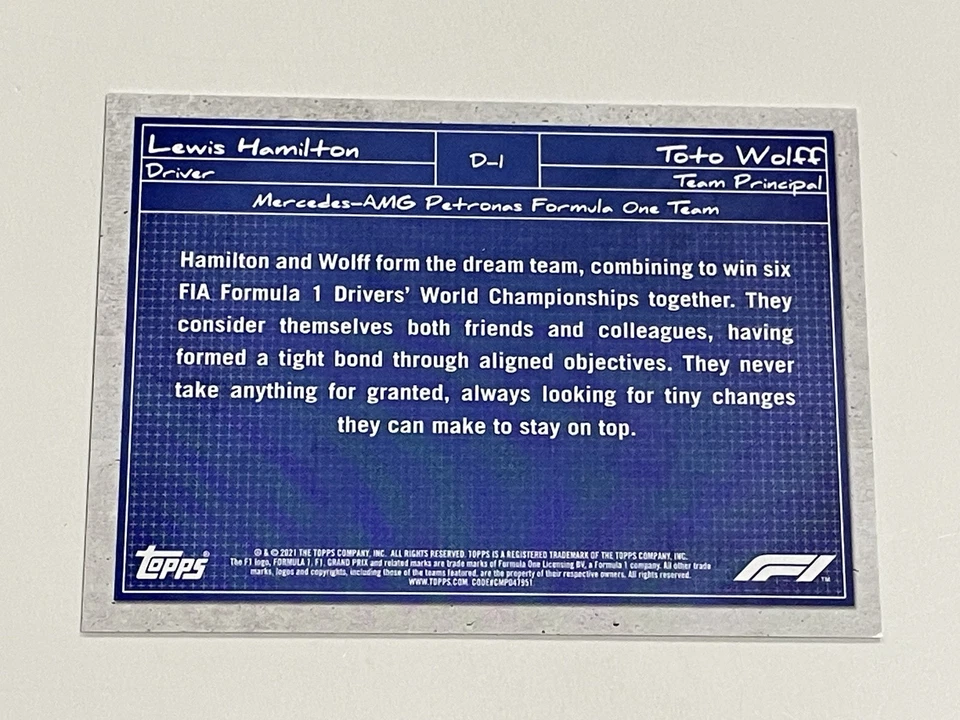 Lewis Hamilton D-1 Toto Wolff
Driver Team Principal
Mercedes-AMG Petronas Formula One Team
Hamilton and Wolff form the dream team, combining to win six
FIA Formula 1 Drivers' World Championships together. They
consider themselves both friends and colleagues, having
formed a tight bond through aligned objectives. They never
take anything for granted, always looking for tiny changes
they can make to stay on top.
topps®
® & © 2021 THE TOPPS COMPANY, INC. ALL RIGHTS RESERVED. TOPPS IS A REGISTERED TRADEMARK OF THE TOPPS COMPANY, INC.
The F1 logo, FORMULA 1, F1, GRAND PRIX and related marks are trade marks of Formula One Licensing BV, a Formula 1 company. All other trade
marks, logos and copyrights, including those of the teams featured, are the property of their respective owners. All rights reserved.
WWW.TOPPS.COM CODE#CMP047951
F1™